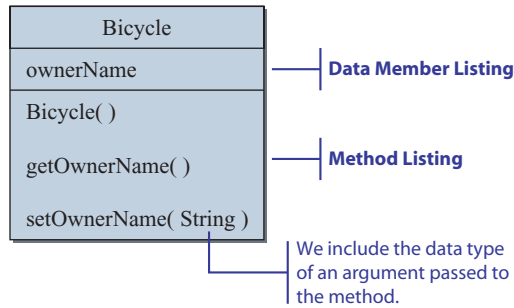 Bicycle
ownerName
Data Member Listing
Bicycle( )
getOwnerName( )
Method Listing
setOwnerName( String )
We include the data type
of an argument passed to
the method.